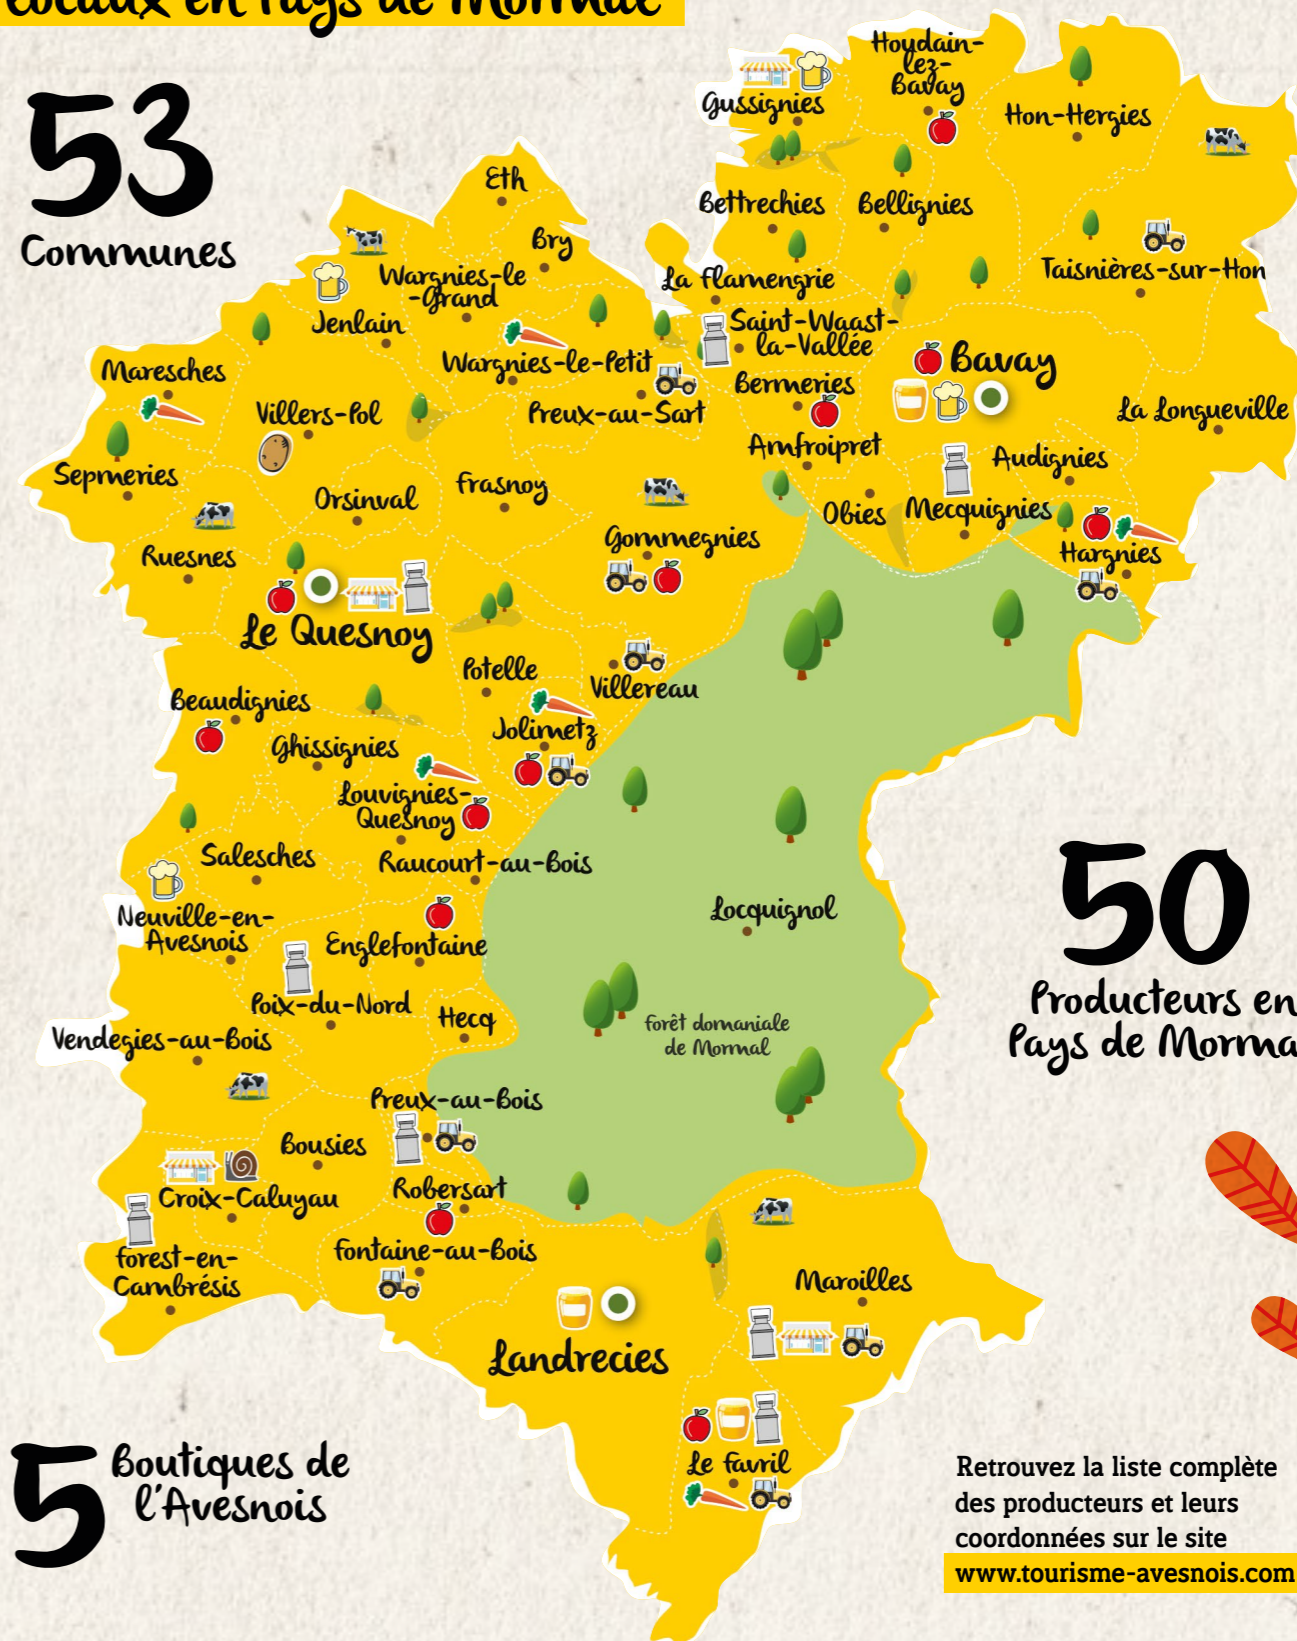 Locaux en Pays de Mormal
53
Communes
Houdain-
lez-
Bavay
Gussignies
Hon-Hergies
Eth
Bettrechies
Bellignies
Bry
La Flamengrie
Taisnières-sur-Hon
Wargnies-le
-Grand
Jenlain
Saint-Waast-
la-Vallée
Bavay
Wargnies-le-Petit
Maresches
Bermeries
Villers-Pol
Preux-au-Sart
La Longueville
Amfroipret
Audignies
Sepmeries
Orsinval
Frasnoy
Obies
Mecquignies
Gommegnies
Hargnies
Ruesnes
Le Quesnoy
Potelle
Villereau
Beaudignies
Jolimetz
Ghissignies
Louvignies-
Quesnoy
Salesches
Raucourt-au-Bois
50
Producteurs en
Pays de Morma
Locquignol
Neuville-en-
Avesnois
Englefontaine
Poix-du-Nord
Hecq
Forêt domaniale
de Mormal
Vendegies-au-Bois
Preux-au-Bois
Bousies
Croix-Caluyau
Robersart
Forest-en-
Cambrésis
Fontaine-au-Bois
Maroilles
Landrecies
Le Favril
5
Boutiques de
l'Avesnois
Retrouvez la liste complète
des producteurs et leurs
coordonnées sur le site
www.tourisme-avesnois.com